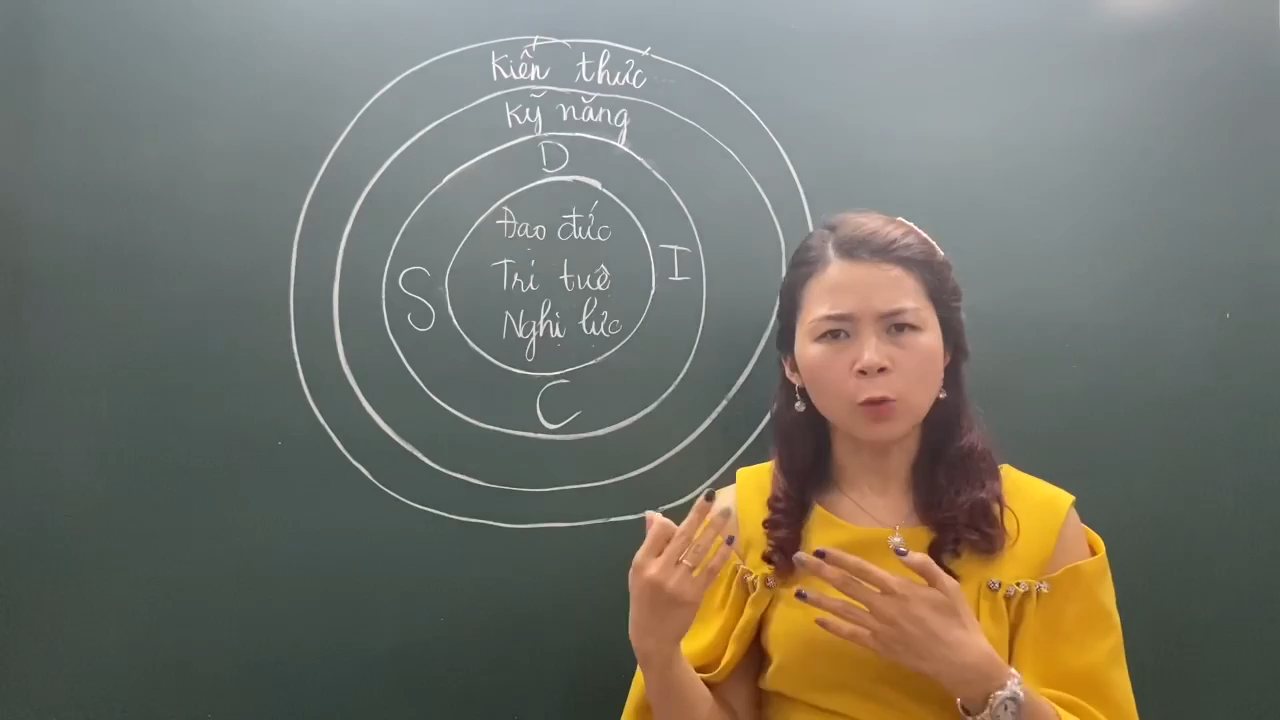 Kiến thức
Kỹ năng
D
S
I
Đạo đức
Trí tuệ
Nghị lực
C